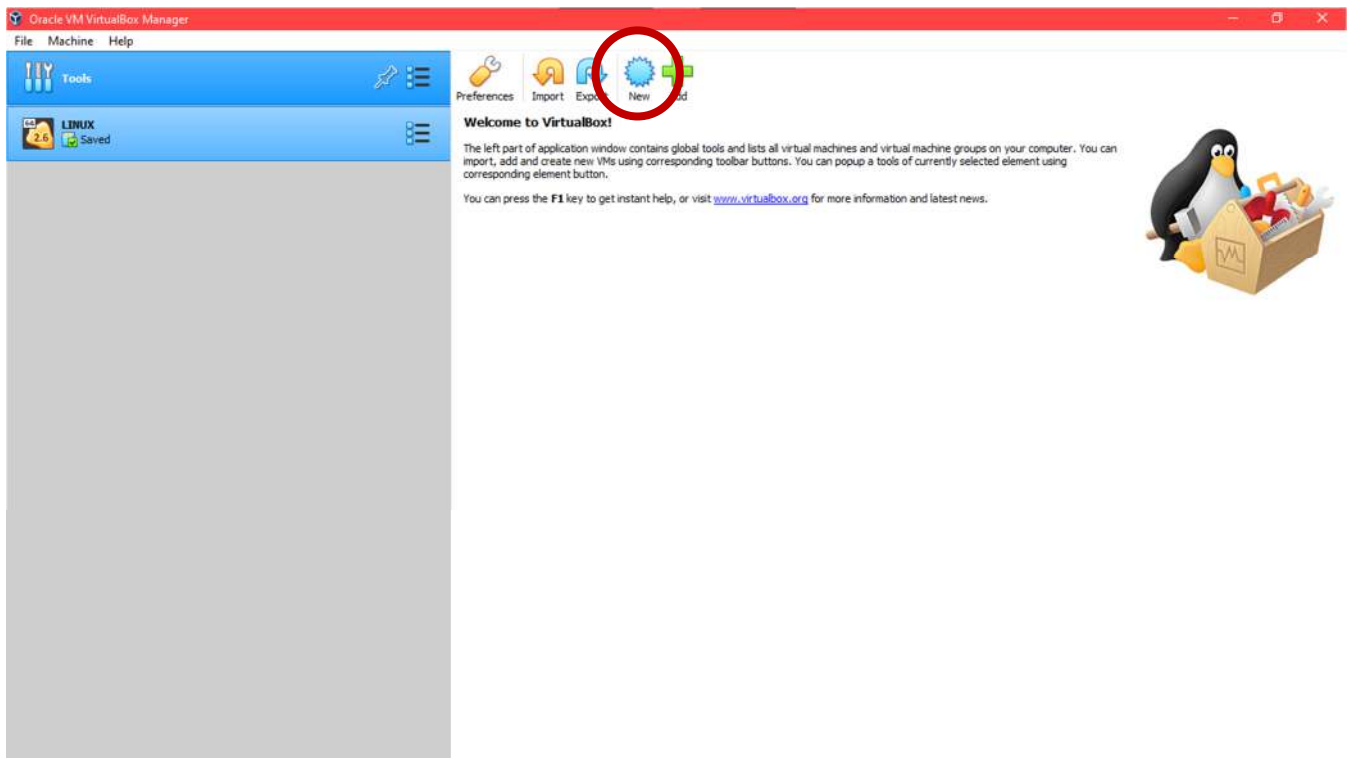 Oracle VM VirtualBox Manager
File Machine Help
Tools
Preferences Import Export New Add
64
2.6
LINUX
Saved
Welcome to VirtualBox!
The left part of application window contains global tools and lists all virtual machines and virtual machine groups on your computer. You can
import, add and create new VMs using corresponding toolbar buttons. You can popup a tools of currently selected element using
corresponding element button.
You can press the F1 key to get instant help, or visit www.virtualbox.org for more information and latest news.